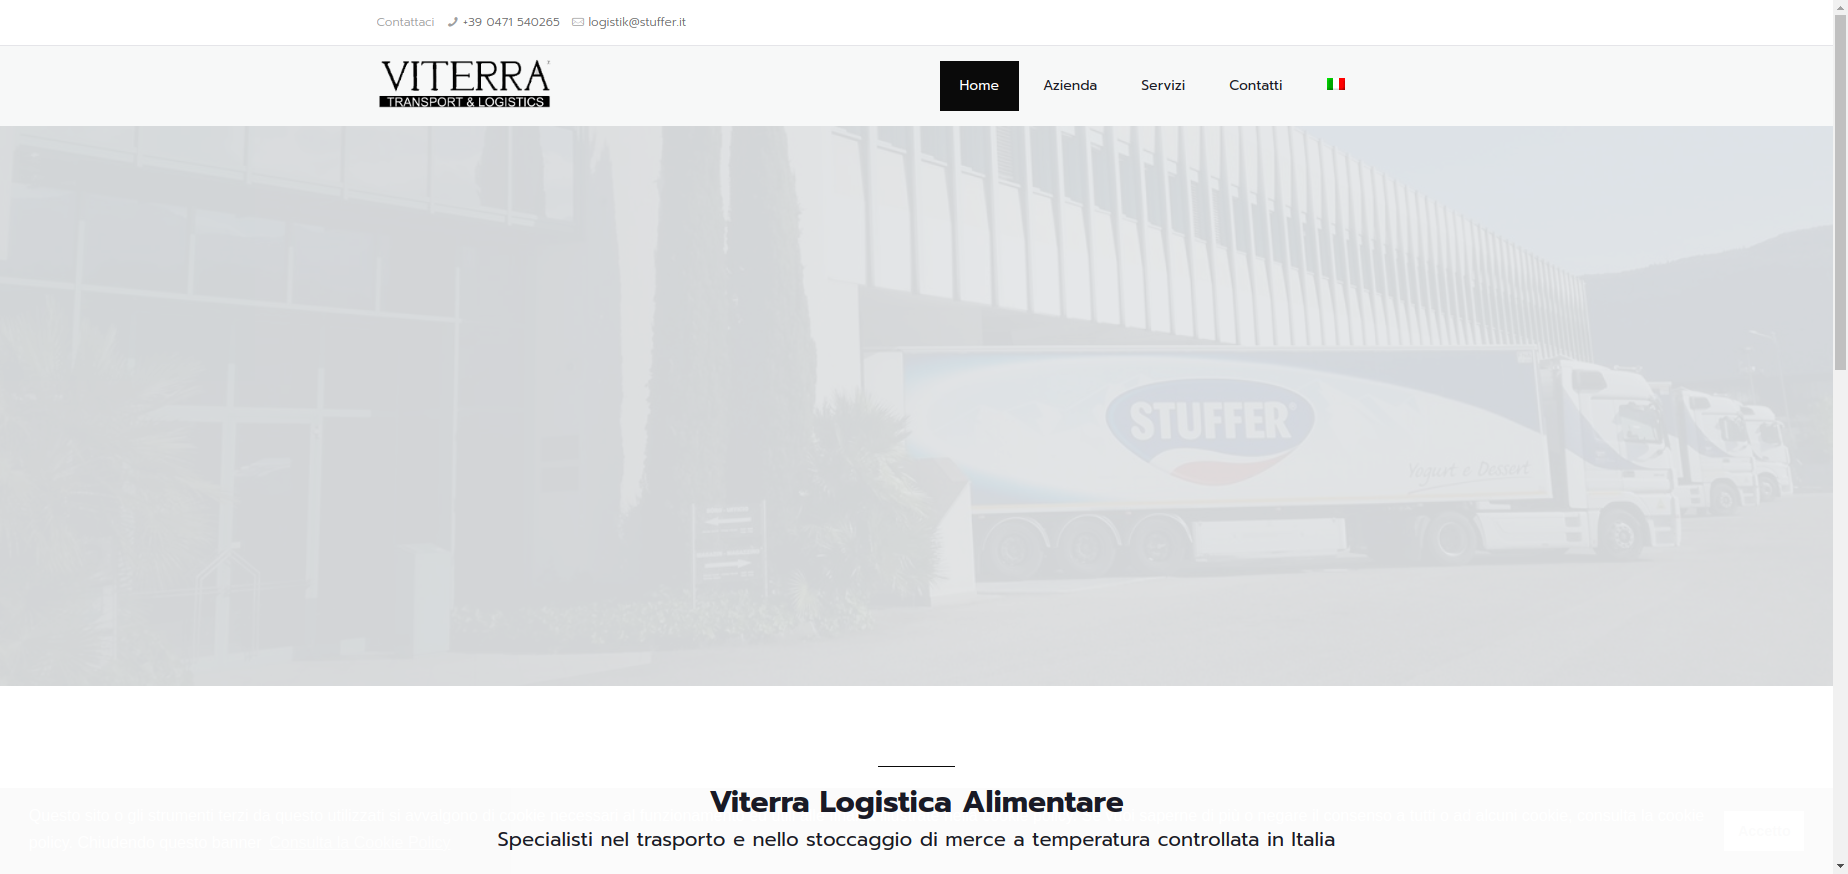 Contattaci +39 0471 540265 logistik@stuffer.it
VITERRA
TRANSPORT & LOGISTICS
Home Azienda Servizi Contatti
STUFFER
Yogurt e Dessert
Viterra Logistica Alimentare
Specialisti nel trasporto e nello stoccaggio di merce a temperatura controllata in Italia